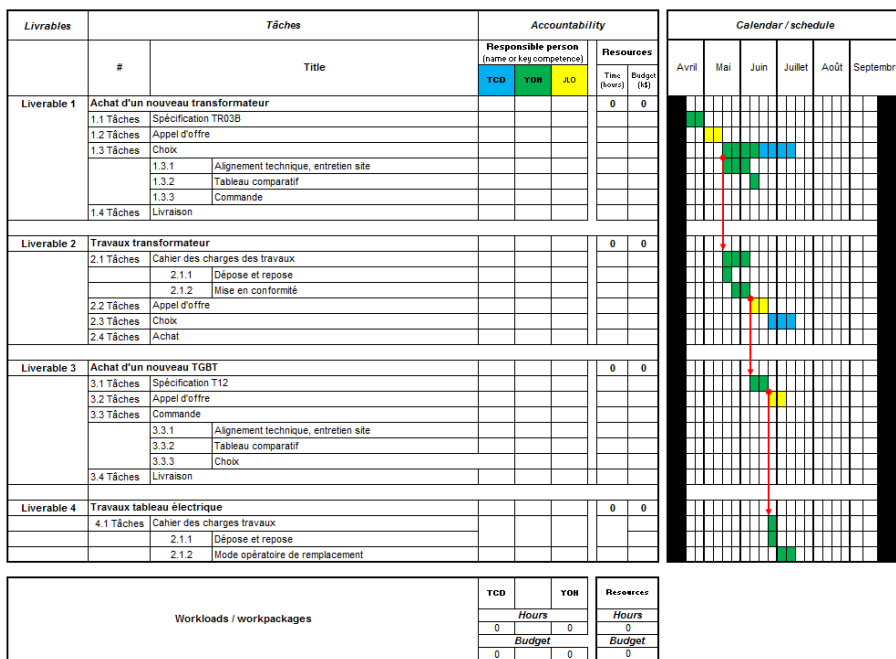 Livrables Tâches Accountability Calendar / schedule
# Title Responsible person (name or key competence) Resources
Avril Mai Juin Juillet Août Septembre
TCD YOH JLO Time (hours) Budget (k$)
Liverable 1 Achat d'un nouveau transformateur 0 0
1.1 Tâches Spécification TR03B
1.2 Tâches Appel d'offre
1.3 Tâches Choix
1.3.1 Alignement technique, entretien site
1.3.2 Tableau comparatif
1.3.3 Commande
1.4 Tâches Livraison
Liverable 2 Travaux transformateur 0 0
2.1 Tâches Cahier des charges des travaux
2.1.1 Dépose et repose
2.1.2 Mise en conformité
2.2 Tâches Appel d'offre
2.3 Tâches Choix
2.4 Tâches Achat
Liverable 3 Achat d'un nouveau TGBT 0 0
3.1 Tâches Spécification T12
3.2 Tâches Appel d'offre
3.3 Tâches Commande
3.3.1 Alignement technique, entretien site
3.3.2 Tableau comparatif
3.3.3 Choix
3.4 Tâches Livraison
Liverable 4 Travaux tableau électrique 0 0
4.1 Tâches Cahier des charges travaux
2.1.1 Dépose et repose
2.1.2 Mode opératoire de remplacement
Workloads / workpackages
TCD YOH Resources
Hours Hours
0 0 0
Budget Budget
0 0 0